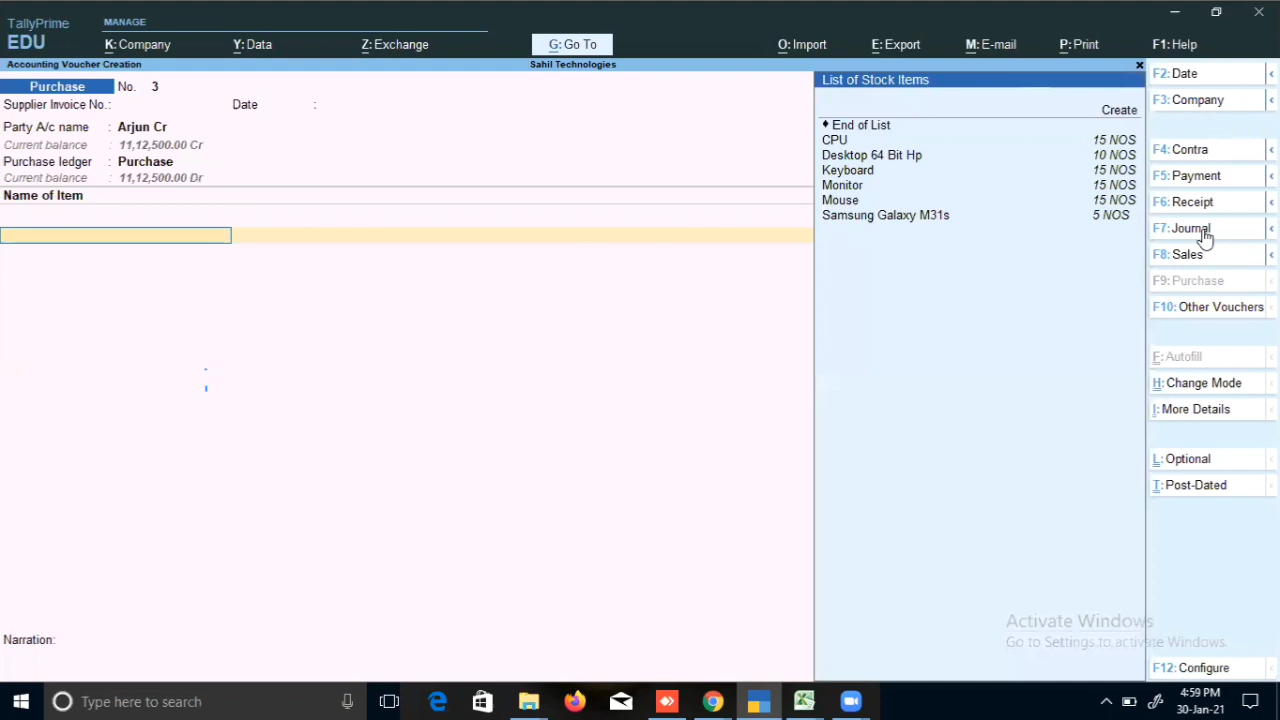 TallyPrime
EDU
MANAGE
K: Company Y: Data Z: Exchange G: Go To O: Import E: Export M: E-mail P: Print F1: Help
Accounting Voucher Creation Sahil Technologies
Purchase No. 3
Supplier Invoice No.: Date :
Party A/c name : Arjun Cr
Current balance : 11,12,500.00 Cr
Purchase ledger : Purchase
Current balance : 11,12,500.00 Dr
Name of Item
Narration:
List of Stock Items
Create
End of List
CPU 15 NOS
Desktop 64 Bit Hp 10 NOS
Keyboard 15 NOS
Monitor 15 NOS
Mouse 15 NOS
Samsung Galaxy M31s 5 NOS
F2: Date
F3: Company
F4: Contra
F5: Payment
F6: Receipt
F7: Journal
F8: Sales
F9: Purchase
F10: Other Vouchers
F: Autofill
H: Change Mode
I: More Details
L: Optional
T: Post-Dated
Activate Windows
Go to Settings to activate Windows.
F12: Configure
Type here to search
4:59 PM
30-Jan-21